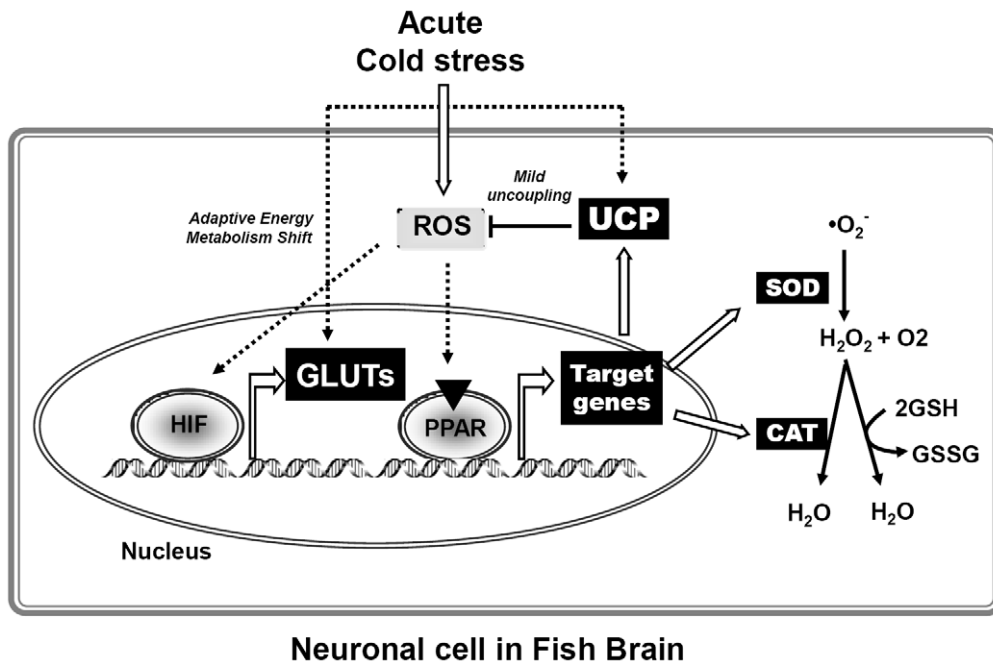 Acute
Cold stress
Mild
uncoupling
Adaptive Energy
Metabolism Shift
ROS
UCP
•O₂⁻
SOD
H₂O₂ + O2
GLUTs
Target
genes
HIF
PPAR
CAT
2GSH
GSSG
H₂O
H₂O
Nucleus
Neuronal cell in Fish Brain